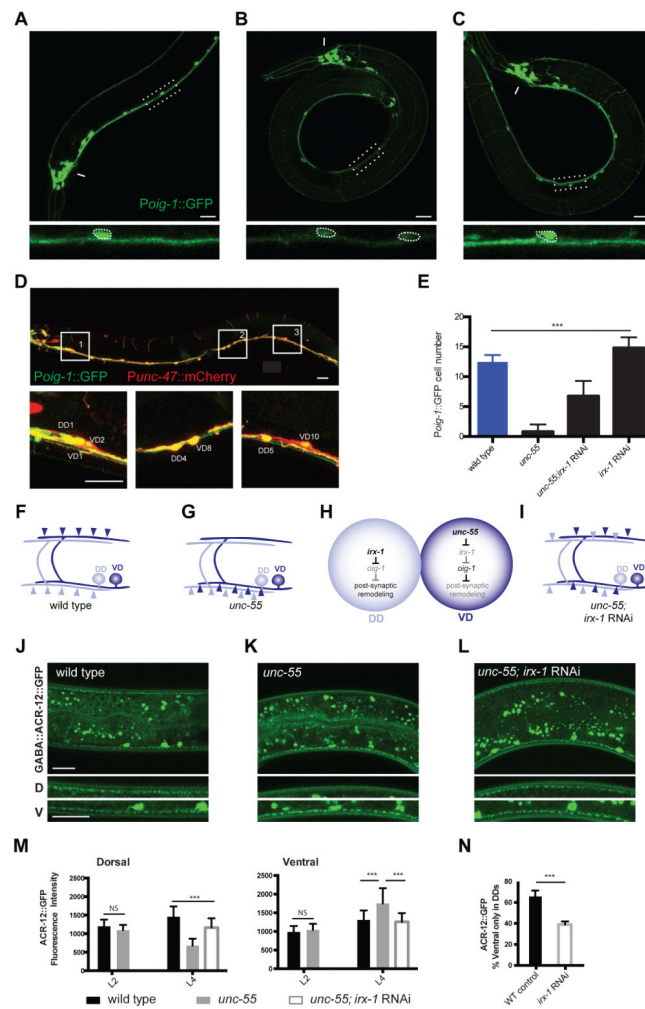 A
B
C
Poig-1::GFP
D
1
2
3
Poig-1::GFP
Punc-47::mCherry
DD1
VD2
VD1
DD4
VD8
DD5
VD10
E
Poig-1::GFP cell number
20
15
10
5
0
***
wild type
unc-55
unc-55;irx-1 RNAi
irx-1 RNAi
F
DD VD
wild type
G
DD VD
unc-55
H
irx-1
oig-1
post-synaptic
remodeling
DD
unc-55
irx-1
oig-1
post-synaptic
remodeling
VD
I
DD VD
unc-55;
irx-1 RNAi
J
wild type
GABA::ACR-12::GFP
D
V
K
unc-55
L
unc-55; irx-1 RNAi
M
Dorsal
ACR-12::GFP
Fluorescence Intensity
2500
2000
1500
1000
500
0
NS
***
L2
L4
Ventral
2500
2000
1500
1000
500
0
NS
*** ***
L2
L4
wild type
unc-55
unc-55; irx-1 RNAi
N
ACR-12::GFP
% Ventral only in DDs
80
60
40
20
0
***
WT control
irx-1 RNAi